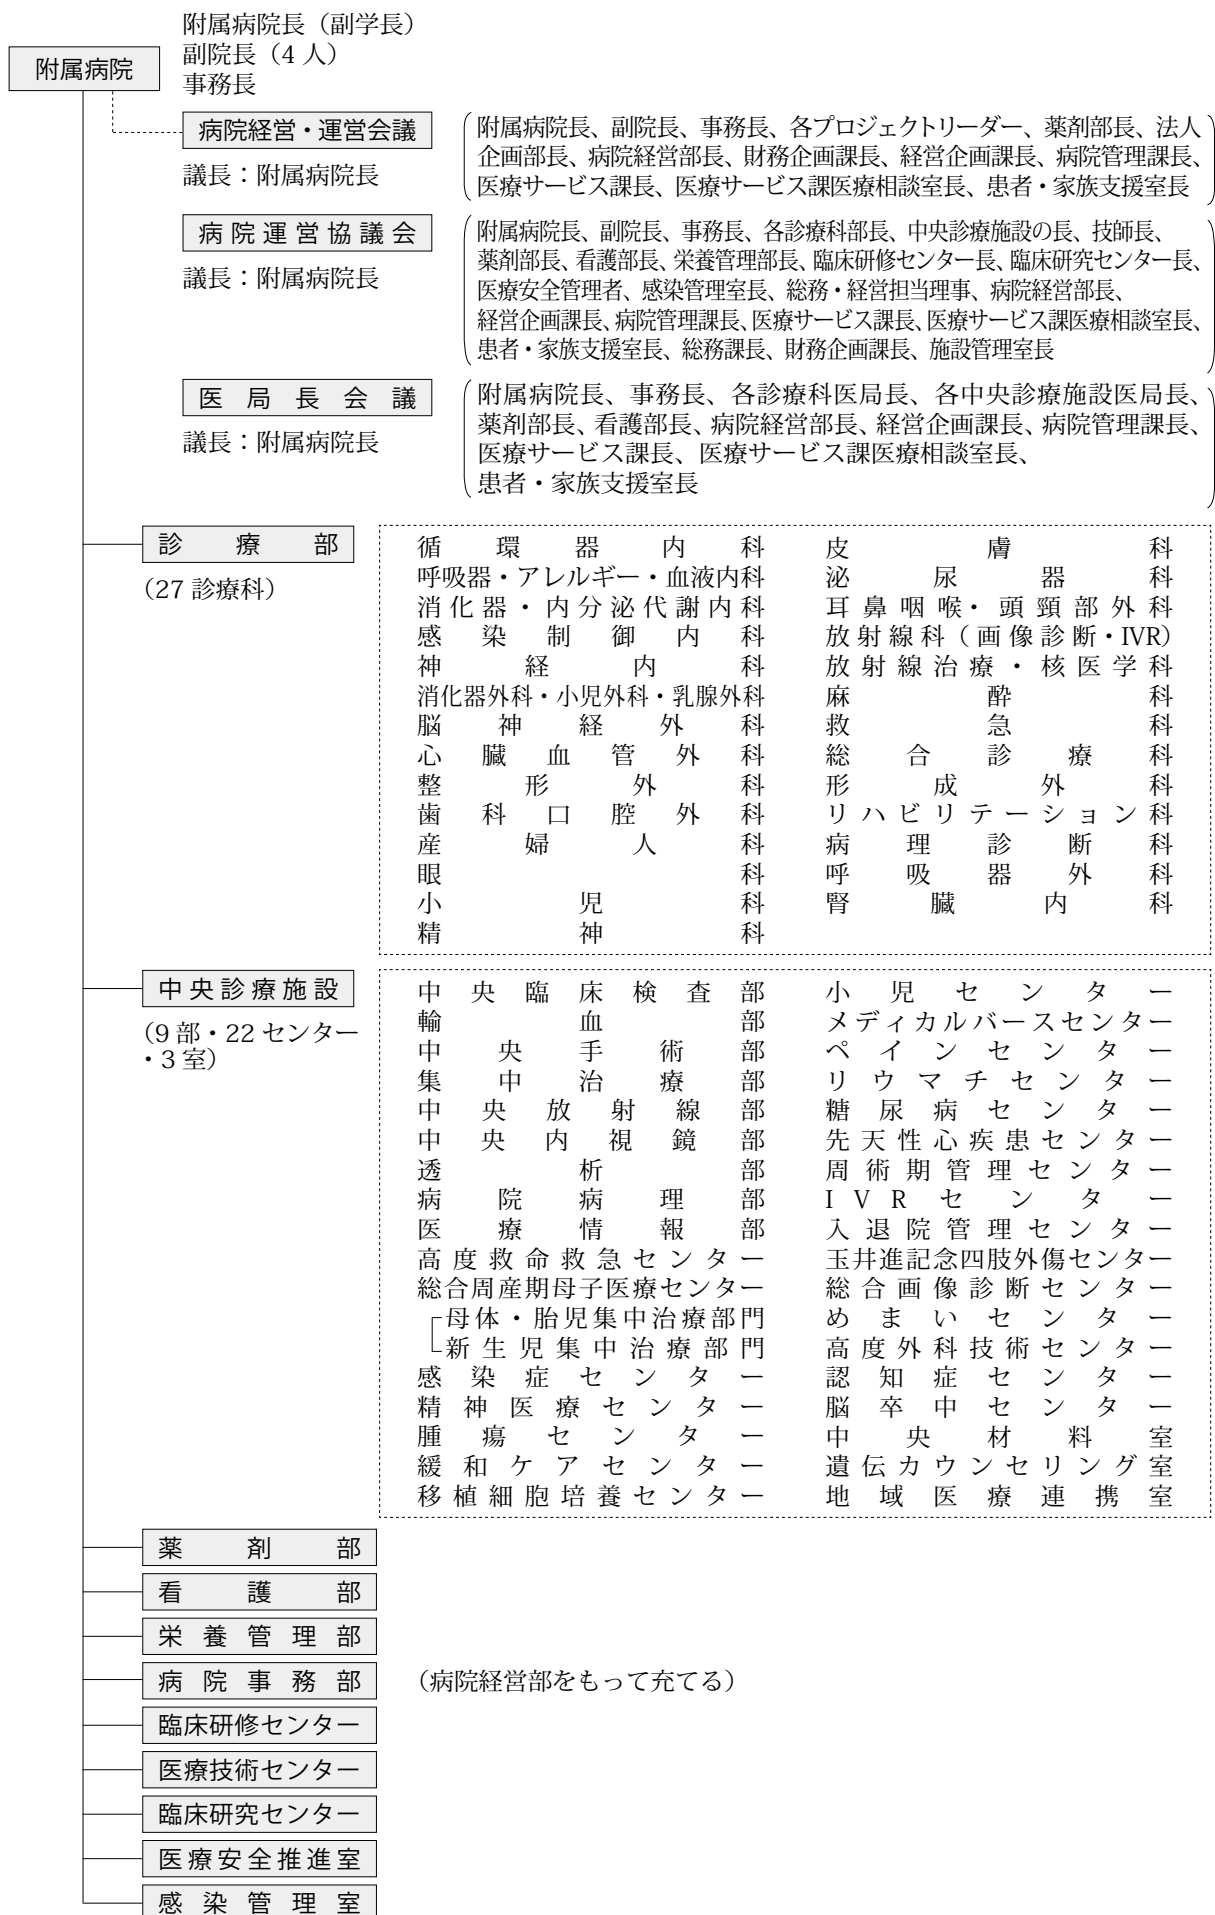 附属病院長（副学長）
副院長（4 人）
事務長
附属病院
病院経営・運営会議
議長：附属病院長
附属病院長、副院長、事務長、各プロジェクトリーダー、薬剤部長、法人
企画部長、病院経営部長、財務企画課長、経営企画課長、病院管理課長、
医療サービス課長、医療サービス課医療相談室長、患者・家族支援室長
病院運営協議会
議長：附属病院長
附属病院長、副院長、事務長、各診療科部長、中央診療施設の長、技師長、
薬剤部長、看護部長、栄養管理部長、臨床研修センター長、臨床研究センター長、
医療安全管理者、感染管理室長、総務・経営担当理事、病院経営部長、
経営企画課長、病院管理課長、医療サービス課長、医療サービス課医療相談室長、
患者・家族支援室長、総務課長、財務企画課長、施設管理室長
医局長会議
議長：附属病院長
附属病院長、事務長、各診療科医局長、各中央診療施設医局長、
薬剤部長、看護部長、病院経営部長、経営企画課長、病院管理課長、
医療サービス課長、医療サービス課医療相談室長、
患者・家族支援室長
診療部
（27 診療科）
循環器内科
呼吸器・アレルギー・血液内科
消化器・内分泌代謝内科
感染制御内科
神経内科
消化器外科・小児外科・乳腺外科
脳神経外科
心臓血管外科
整形外科
歯科口腔外科
産婦人科
眼科
小児科
精神科
皮膚科
泌尿器科
耳鼻咽喉・頭頸部外科
放射線科（画像診断・IVR）
放射線治療・核医学科
麻酔科
救急科
総合診療科
形成外科
リハビリテーション科
病理診断科
呼吸器外科
腎臓内科
中央診療施設
（9 部・22 センター
・3 室）
中央臨床検査部
輸血部
中央手術部
集中治療部
中央放射線部
中央内視鏡部
透析部
病院病理部
医療情報部
高度救命救急センター
総合周産期母子医療センター
母体・胎児集中治療部門
新生児集中治療部門
感染症センター
精神医療センター
腫瘍センター
緩和ケアセンター
移植細胞培養センター
小児センター
メディカルバースセンター
ペインセンター
リウマチセンター
糖尿病センター
先天性心疾患センター
周術期管理センター
IVRセンター
入退院管理センター
玉井進記念四肢外傷センター
総合画像診断センター
めまいセンター
高度外科技術センター
認知症センター
脳卒中センター
中央材料室
遺伝カウンセリング室
地域医療連携室
薬剤部
看護部
栄養管理部
病院事務部
（病院経営部をもって充てる）
臨床研修センター
医療技術センター
臨床研究センター
医療安全推進室
感染管理室